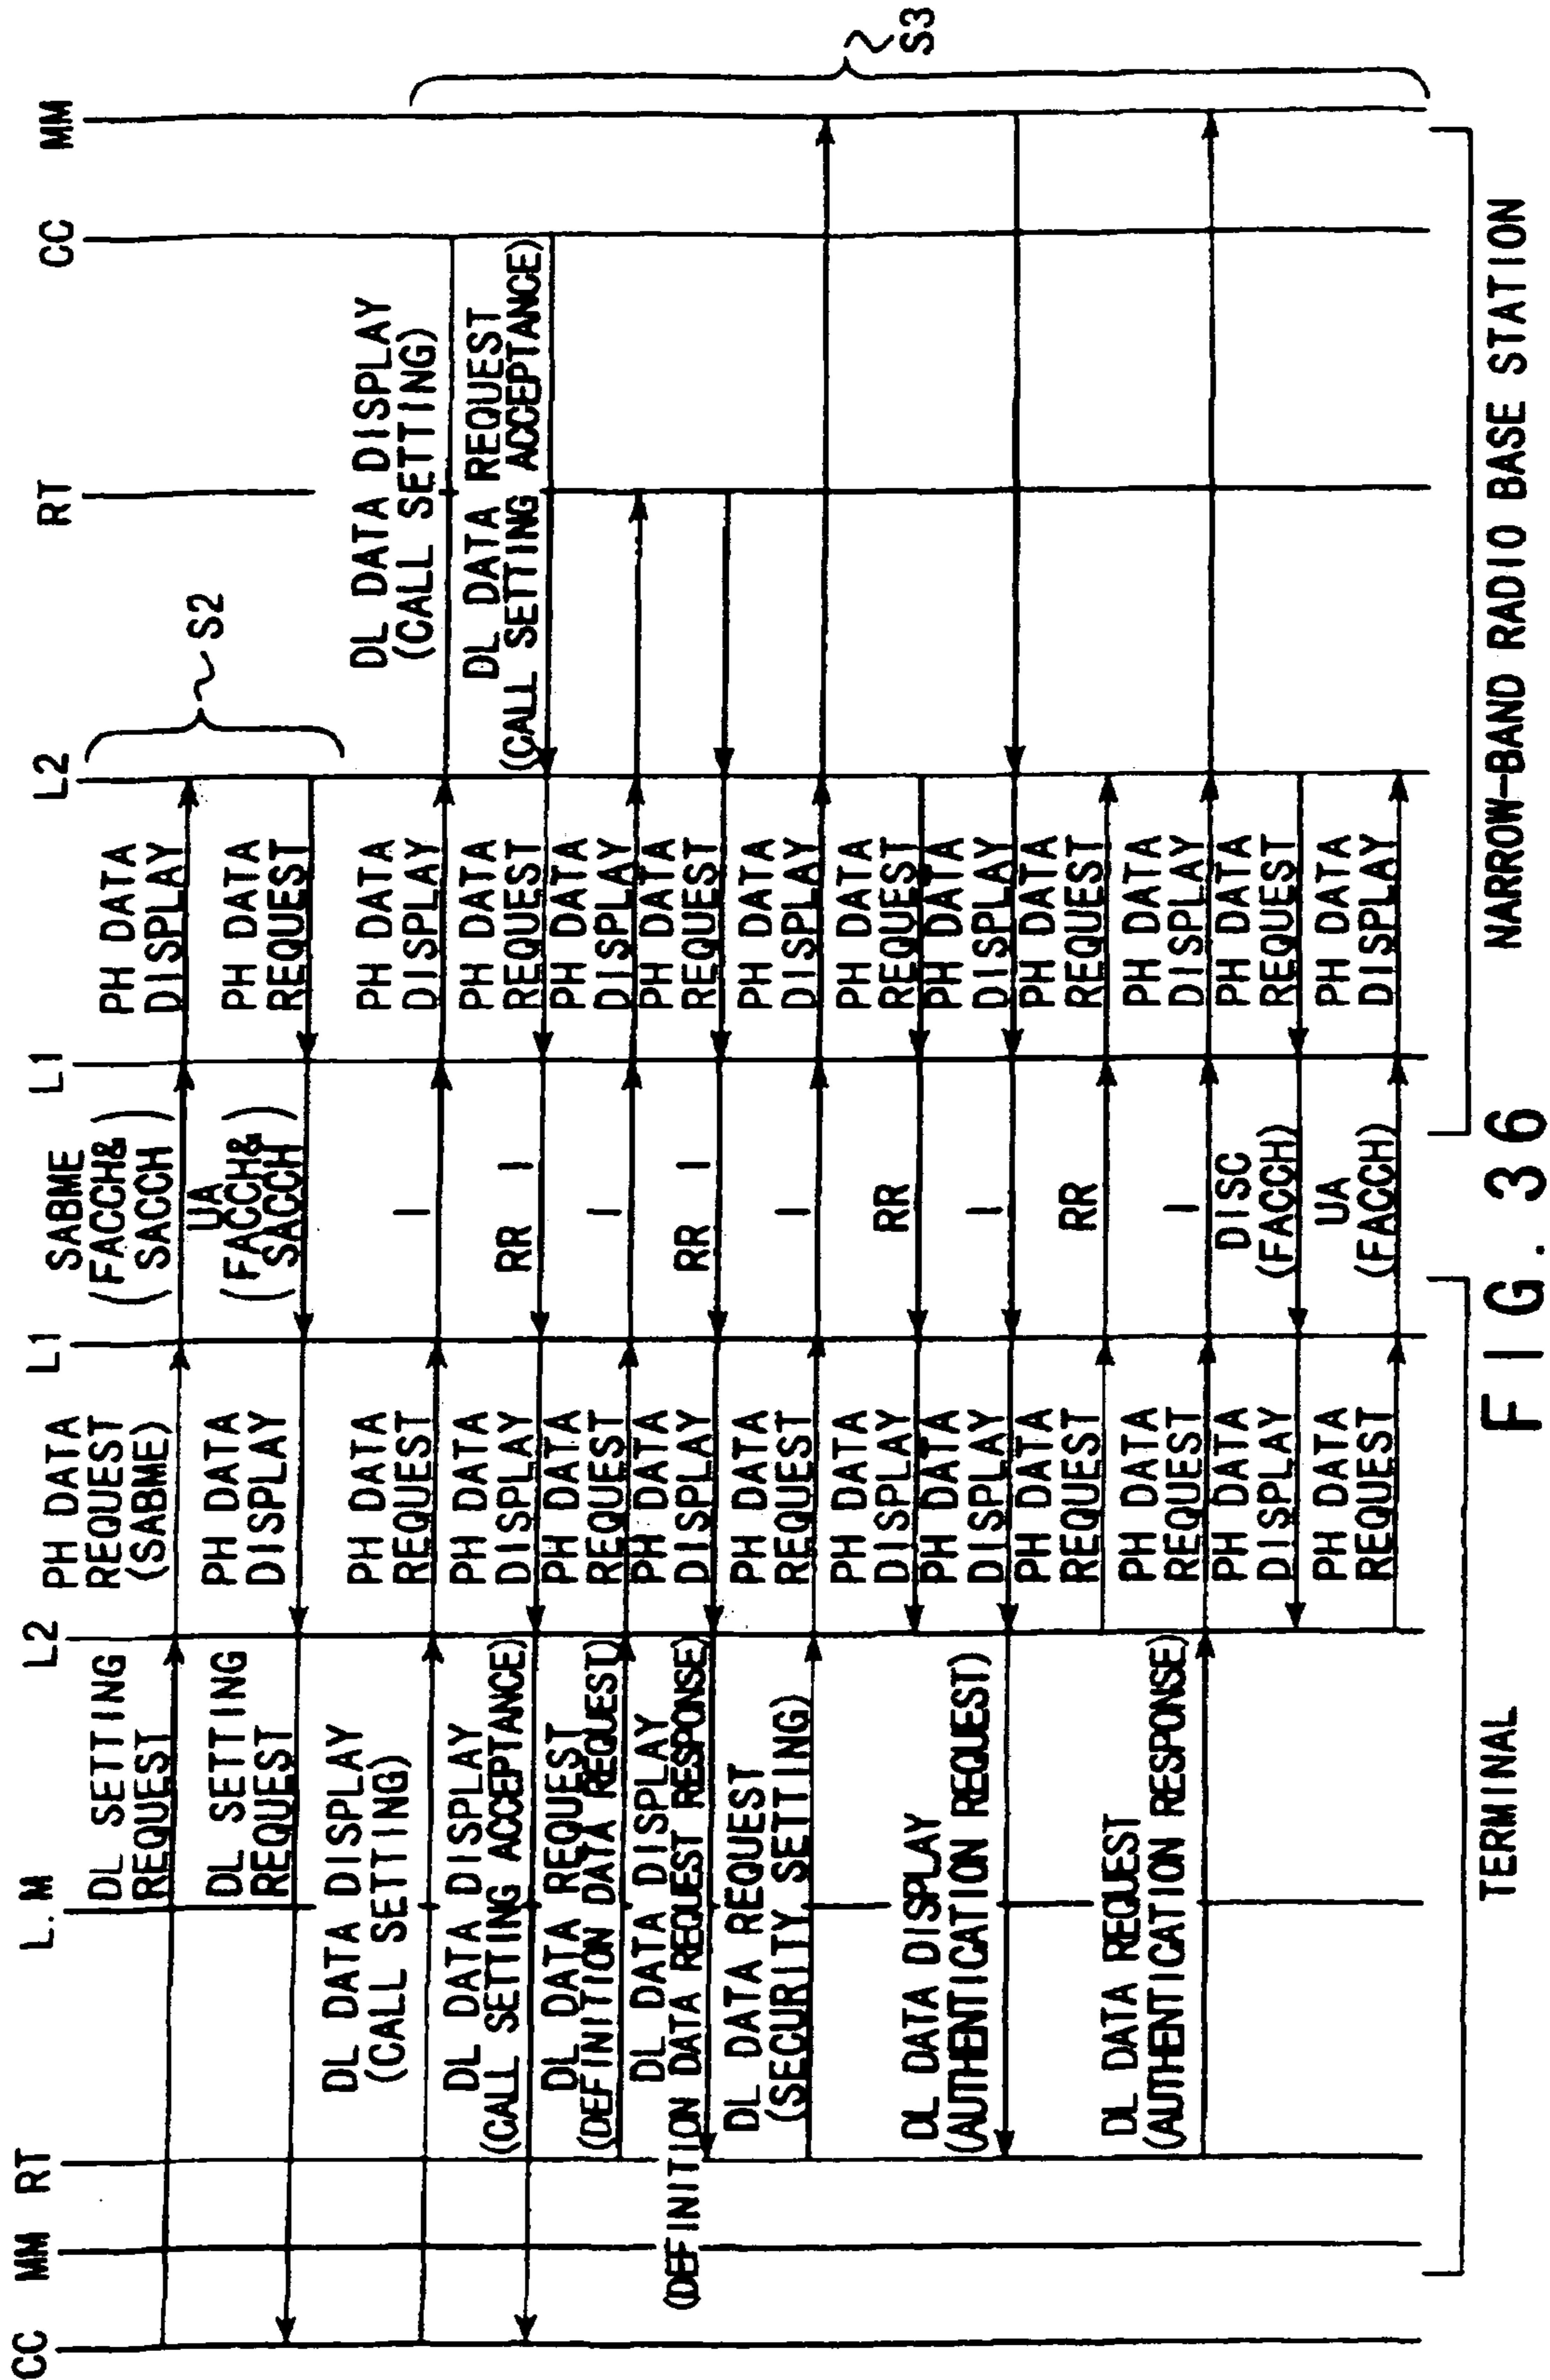 CC
MM
RT
L.M
L2
L1
L1
L2
RT
CC
MM
DL SETTING
REQUEST
PH DATA
REQUEST
(SABME)
SABME
(FACCH&
SACCH )
PH DATA
DISPLAY
~S2
DL SETTING
REQUEST
PH DATA
DISPLAY
UA
(FACCH&
SACCH )
PH DATA
REQUEST
DL DATA DISPLAY
(CALL SETTING)
PH DATA
REQUEST
I
PH DATA
DISPLAY
DL DATA DISPLAY
(CALL SETTING)
DL DATA DISPLAY
(CALL SETTING ACCEPTANCE)
PH DATA
DISPLAY
RR I
PH DATA
REQUEST
DL DATA REQUEST
(CALL SETTING ACCEPTANCE)
DL DATA REQUEST
(DEFINITION DATA REQUEST)
PH DATA
REQUEST
I
PH DATA
DISPLAY
DL DATA DISPLAY
(DEFINITION DATA REQUEST RESPONSE)
PH DATA
DISPLAY
RR I
PH DATA
REQUEST
DL DATA REQUEST
(SECURITY SETTING)
PH DATA
REQUEST
I
PH DATA
DISPLAY
~S3
PH DATA
DISPLAY
RR
PH DATA
REQUEST
DL DATA DISPLAY
(AUTHENTICATION REQUEST)
PH DATA
DISPLAY
I
PH DATA
DISPLAY
PH DATA
REQUEST
RR
PH DATA
REQUEST
DL DATA REQUEST
(AUTHENTICATION RESPONSE)
PH DATA
REQUEST
I
PH DATA
DISPLAY
PH DATA
DISPLAY
DISC
(FACCH)
PH DATA
REQUEST
PH DATA
REQUEST
UA
(FACCH)
PH DATA
DISPLAY
TERMINAL
NARROW-BAND RADIO BASE STATION
FIG. 36